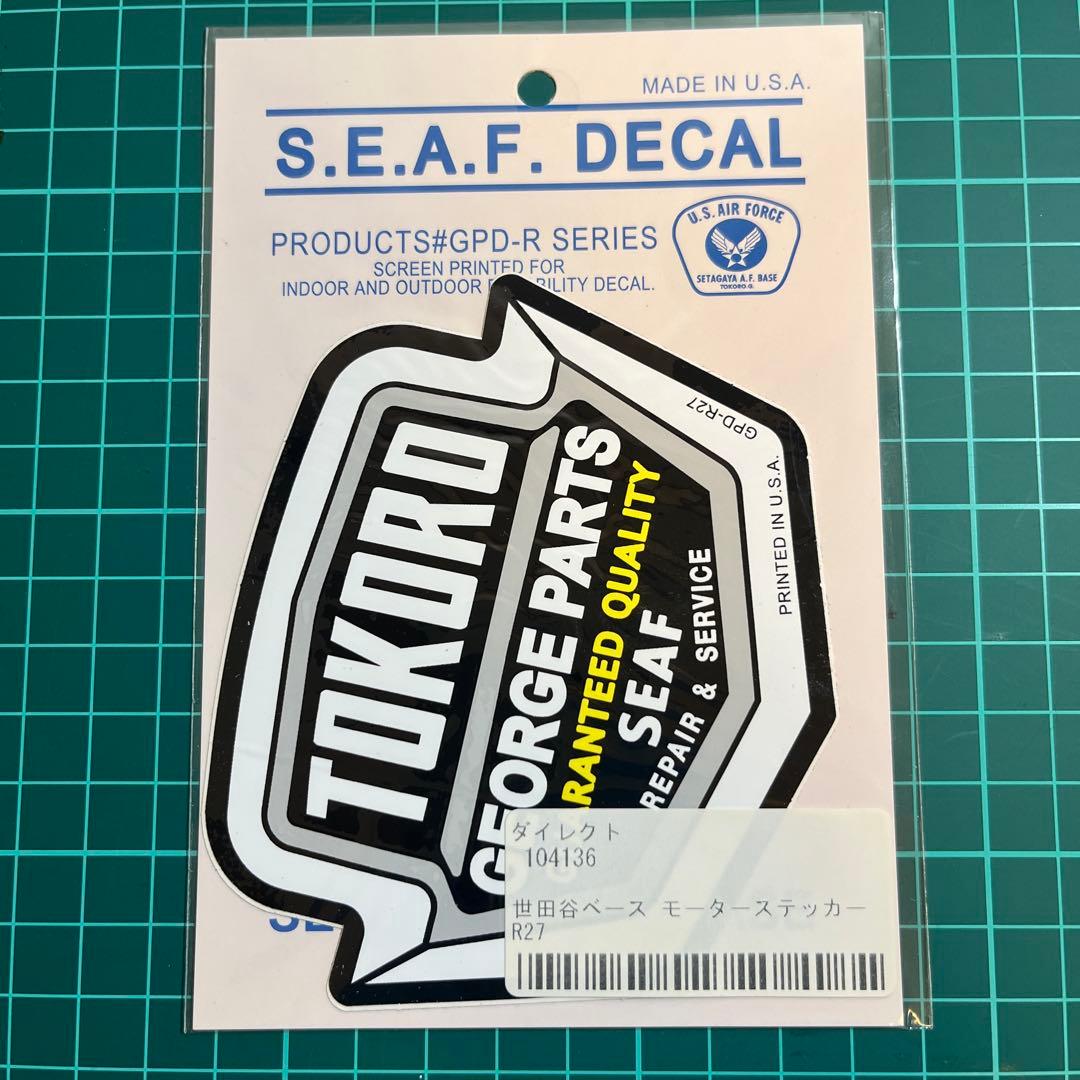 MADE IN U.S.A.
S.E.A.F. DECAL
U.S. AIR FORCE
SETAGAYA A.F. BASE
TOKORO.G.
PRODUCTS#GPD-R SERIES
SCREEN PRINTED FOR
INDOOR AND OUTDOOR BILITY DECAL.
GPD-R27
PRINTED IN U.S.A.
TOKORO
GEORGE PARTS
ARANTEED QUALITY
SEAF
REPAIR & SERVICE
ダイレクト
104136
世田谷ベース モーターステッカー
R27